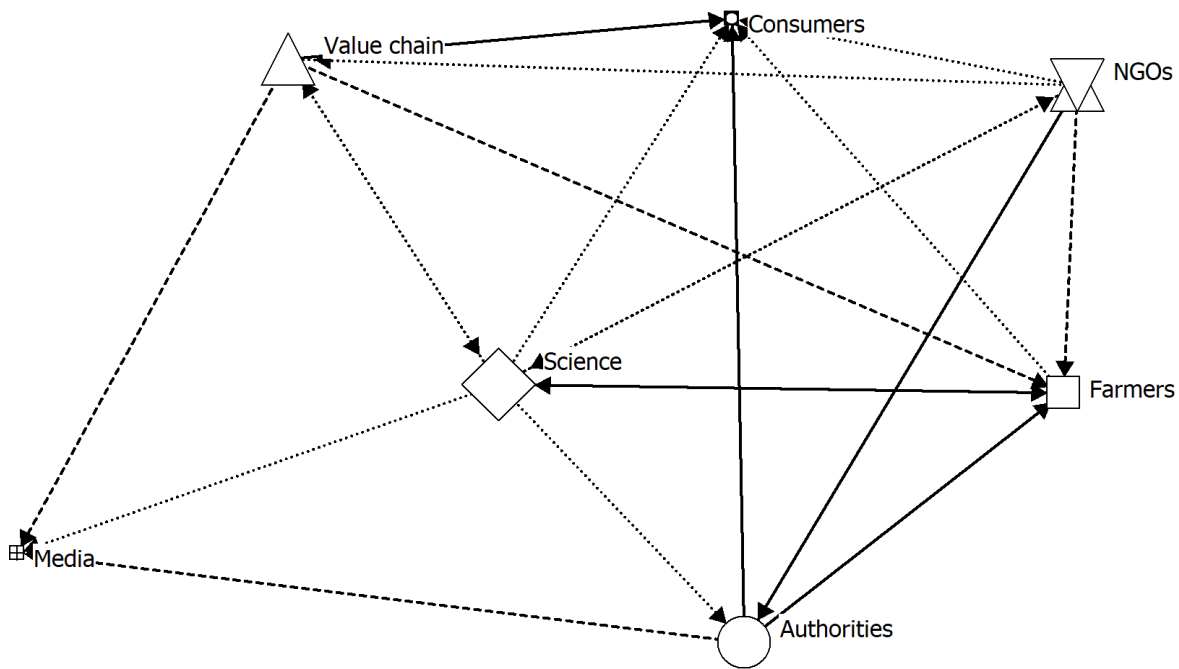 Value chain
Consumers
NGOs
Science
Farmers
Media
Authorities